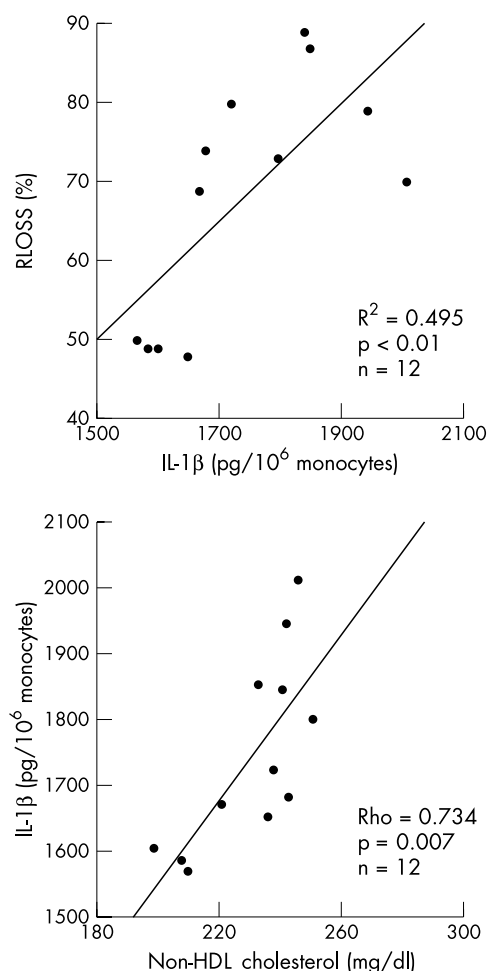 90
80
70
60
50
40
RLOSS (%)
R² = 0.495
p < 0.01
n = 12
1500 1700 1900 2100
IL-1β (pg/10⁶ monocytes)
2100
2000
1900
1800
1700
1600
1500
IL-1β (pg/10⁶ monocytes)
Rho = 0.734
p = 0.007
n = 12
180 220 260 300
Non-HDL cholesterol (mg/dl)